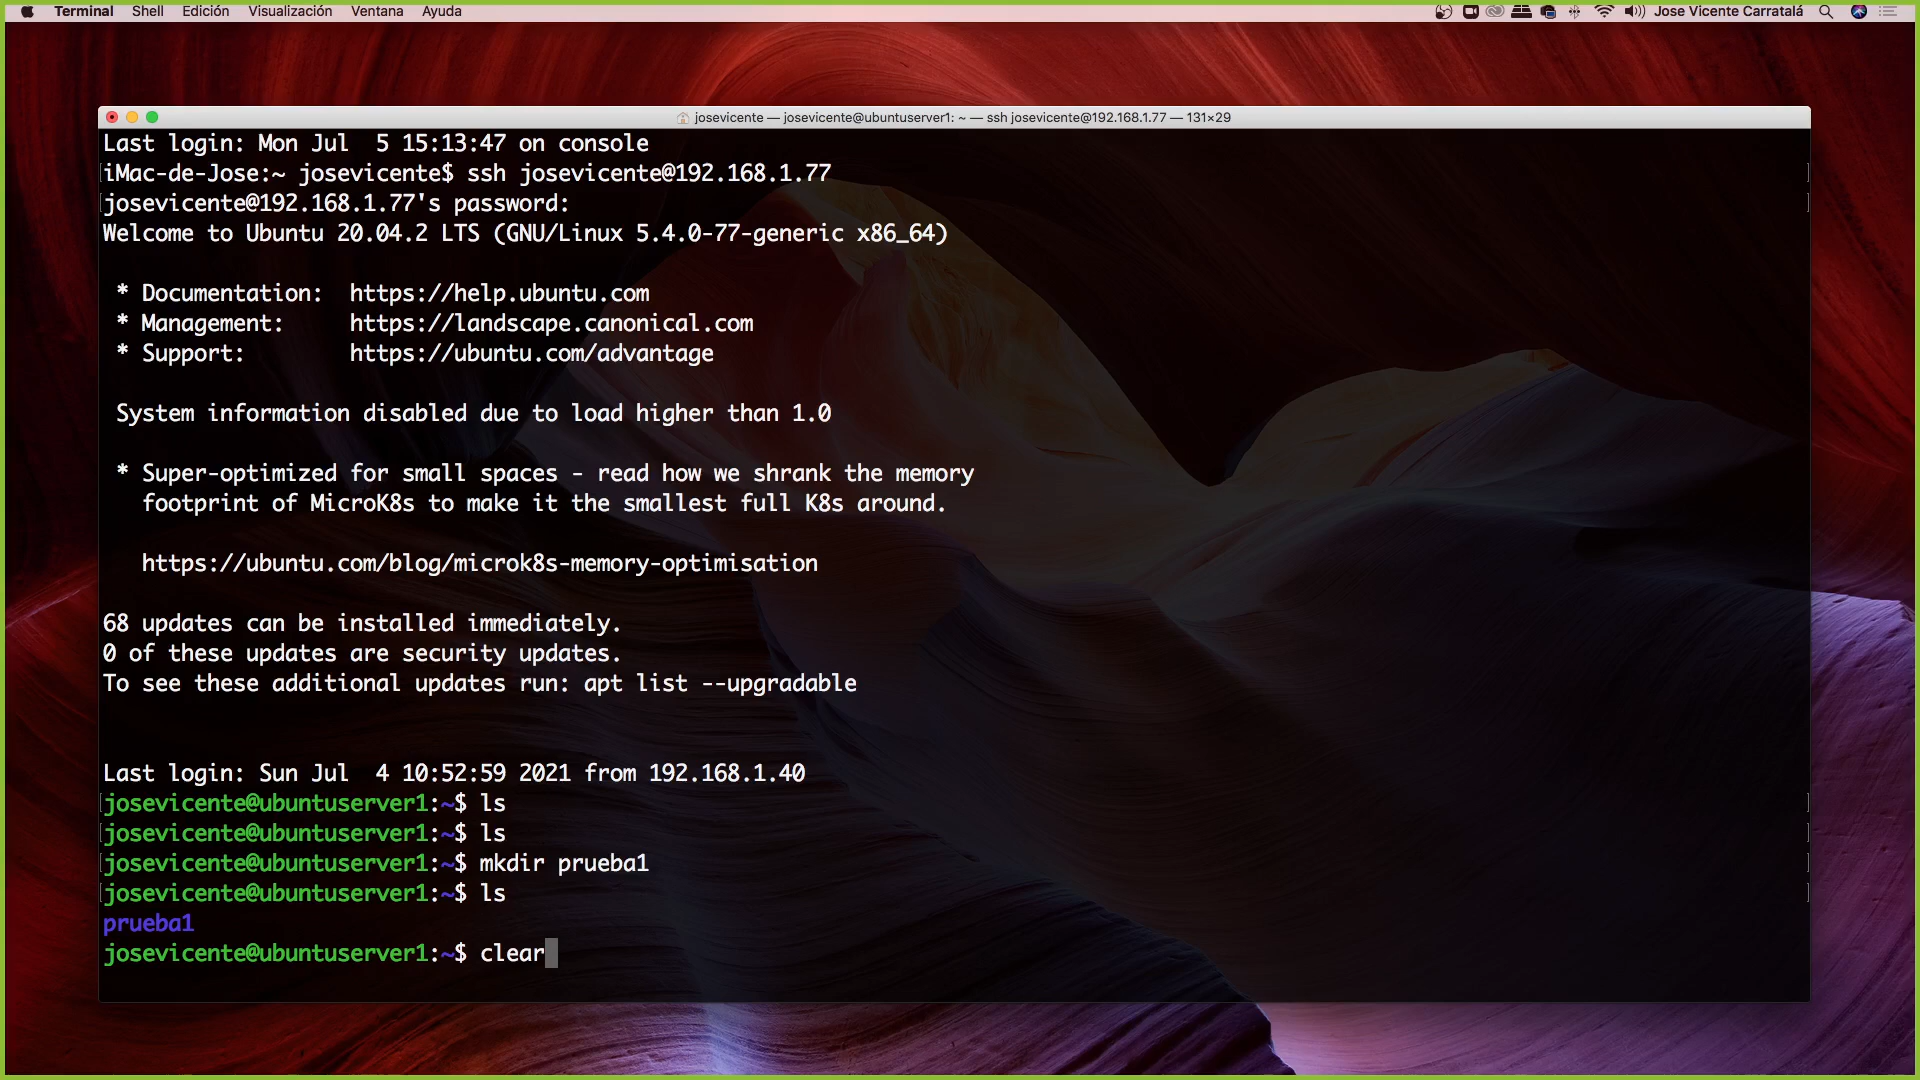 Terminal Shell Edición Visualización Ventana Ayuda Jose Vicente Carratalá
josevicente — josevicente@ubuntuserver1: ~ — ssh josevicente@192.168.1.77 — 131×29
Last login: Mon Jul  5 15:13:47 on console
iMac-de-Jose:~ josevicente$ ssh josevicente@192.168.1.77
josevicente@192.168.1.77's password:
Welcome to Ubuntu 20.04.2 LTS (GNU/Linux 5.4.0-77-generic x86_64)
* Documentation:  https://help.ubuntu.com
* Management:     https://landscape.canonical.com
* Support:        https://ubuntu.com/advantage
System information disabled due to load higher than 1.0
* Super-optimized for small spaces - read how we shrank the memory
footprint of MicroK8s to make it the smallest full K8s around.
https://ubuntu.com/blog/microk8s-memory-optimisation
68 updates can be installed immediately.
0 of these updates are security updates.
To see these additional updates run: apt list --upgradable
Last login: Sun Jul  4 10:52:59 2021 from 192.168.1.40
josevicente@ubuntuserver1:~$ ls
josevicente@ubuntuserver1:~$ ls
josevicente@ubuntuserver1:~$ mkdir prueba1
josevicente@ubuntuserver1:~$ ls
prueba1
josevicente@ubuntuserver1:~$ clear